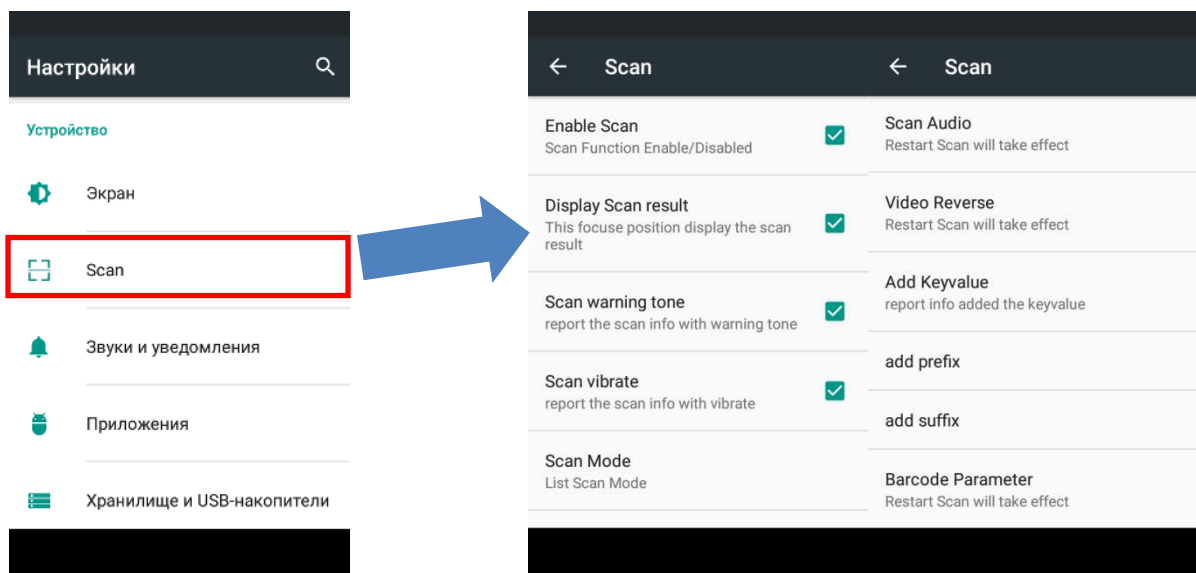 Настройки
Устройство
Экран
Scan
Звуки и уведомления
Приложения
Хранилище и USB-накопители
Scan
Enable Scan
Scan Function Enable/Disabled
Display Scan result
This focuse position display the scan
result
Scan warning tone
report the scan info with warning tone
Scan vibrate
report the scan info with vibrate
Scan Mode
List Scan Mode
Scan
Scan Audio
Restart Scan will take effect
Video Reverse
Restart Scan will take effect
Add Keyvalue
report info added the keyvalue
add prefix
add suffix
Barcode Parameter
Restart Scan will take effect